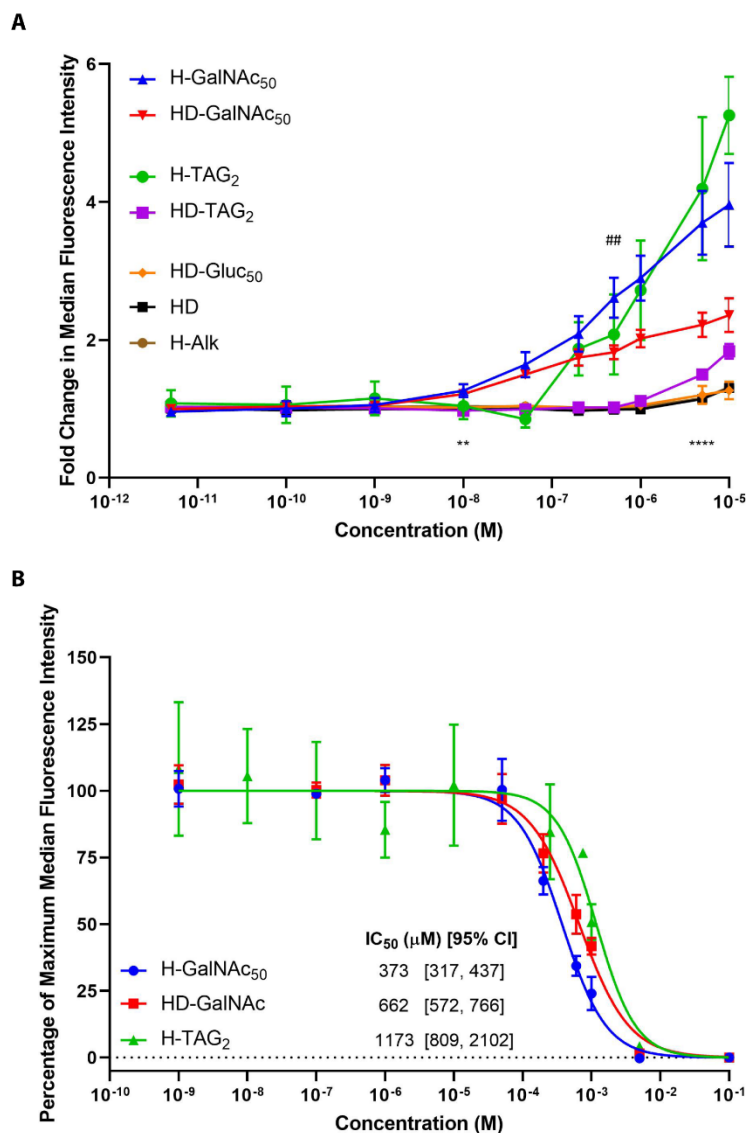 A
Fold Change in Median Fluorescence Intensity
6
4
2
0
H-GalNAc₅₀
HD-GalNAc₅₀
H-TAG₂
HD-TAG₂
HD-Gluc₅₀
HD
H-Alk
##
**
****
10⁻¹²
10⁻¹¹
10⁻¹⁰
10⁻⁹
10⁻⁸
10⁻⁷
10⁻⁶
10⁻⁵
Concentration (M)
B
Percentage of Maximum Median Fluorescence Intensity
150
125
100
75
50
25
0
IC₅₀ (μM) [95% CI]
H-GalNAc₅₀ 373 [317, 437]
HD-GalNAc 662 [572, 766]
H-TAG₂ 1173 [809, 2102]
10⁻¹⁰
10⁻⁹
10⁻⁸
10⁻⁷
10⁻⁶
10⁻⁵
10⁻⁴
10⁻³
10⁻²
10⁻¹
Concentration (M)